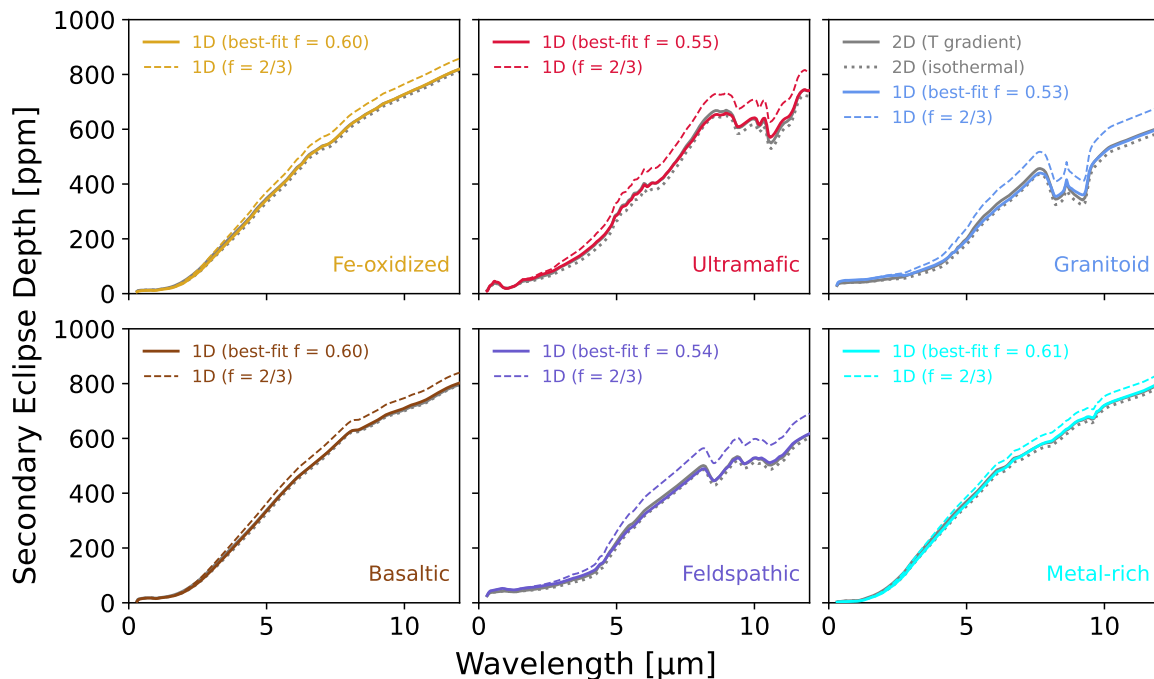 1000
800
600
400
200
0
1D (best-fit f = 0.60)
1D (f = 2/3)
Fe-oxidized
1D (best-fit f = 0.55)
1D (f = 2/3)
Ultramafic
2D (T gradient)
2D (isothermal)
1D (best-fit f = 0.53)
1D (f = 2/3)
Granitoid
1000
800
600
400
200
0
1D (best-fit f = 0.60)
1D (f = 2/3)
Basaltic
1D (best-fit f = 0.54)
1D (f = 2/3)
Feldspathic
1D (best-fit f = 0.61)
1D (f = 2/3)
Metal-rich
0 5 10
0 5 10
0 5 10
Secondary Eclipse Depth [ppm]
Wavelength [µm]